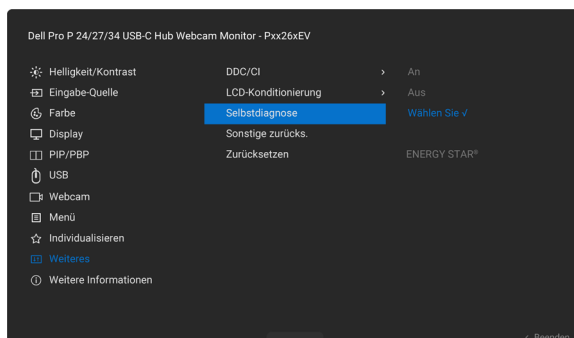 Dell Pro P 24/27/34 USB-C Hub Webcam Monitor - Pxx26xEV
Helligkeit/Kontrast DDC/CI › An
Eingabe-Quelle LCD-Konditionierung › Aus
Farbe Selbstdiagnose Wählen Sie √
Display Sonstige zurücks.
PIP/PBP Zurücksetzen ENERGY STAR®
USB
Webcam
Menü
Individualisieren
Weiteres
Weitere Informationen
‹ Beenden